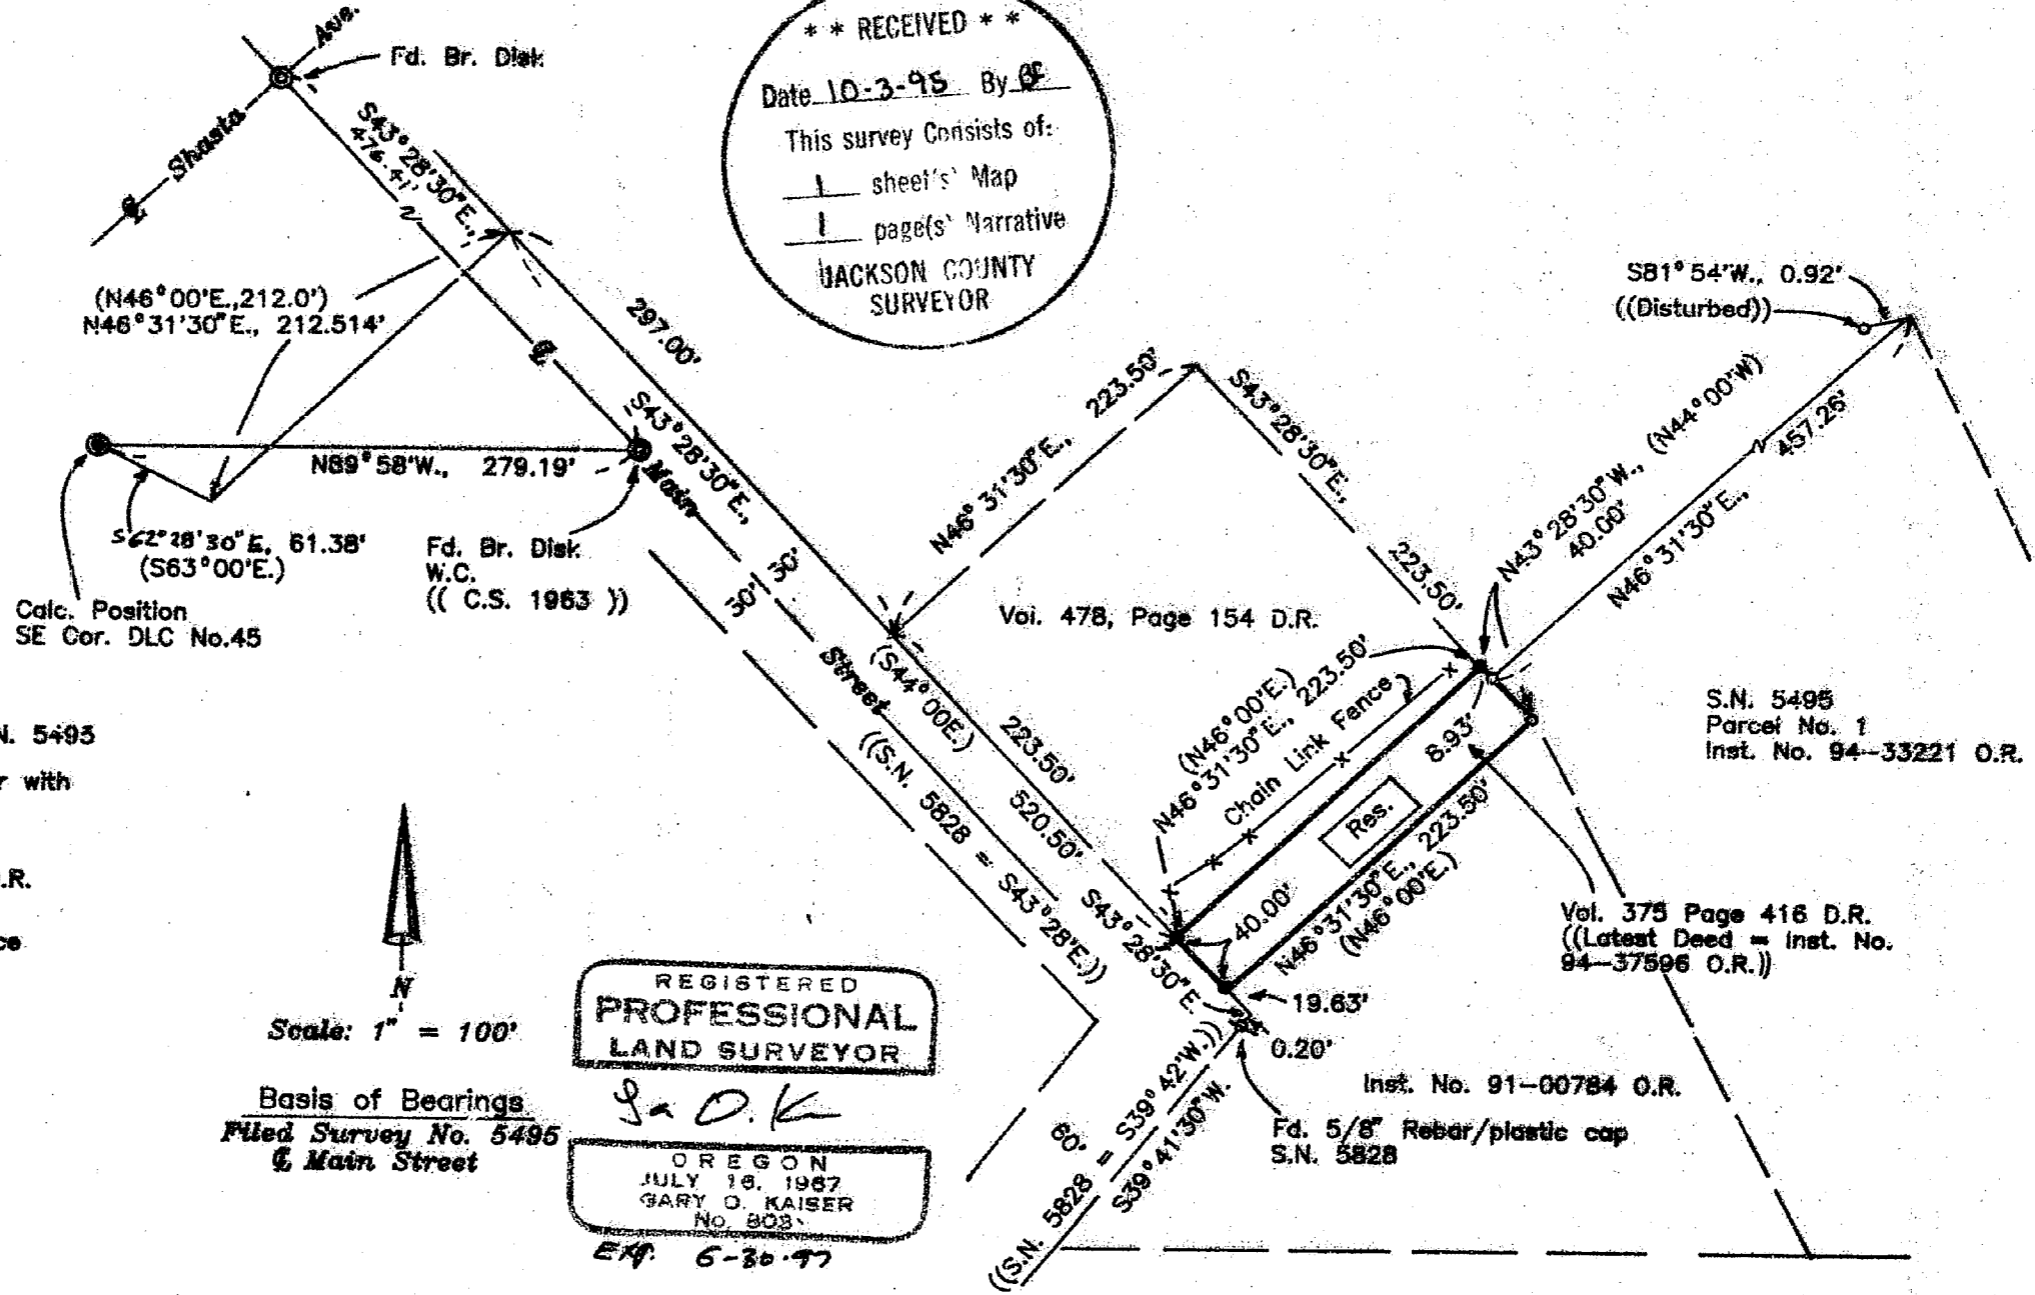 Ave.
Fd. Br. Disk
Shasta
℄
S43°28'30"E.,
476.41'
* * RECEIVED * *
Date 10-3-95 By
This survey Consists of:
1 sheet(s) Map
1 page(s) Narrative
JACKSON COUNTY
SURVEYOR
(N46°00'E.,212.0')
N46°31'30"E., 212.514'
297.00'
S43°28'30"E.,
℄
Main
Street
N89°58'W., 279.19'
S62°28'30"E, 61.38'
(S63°00'E.)
Fd. Br. Disk
W.C.
(( C.S. 1963 ))
Calc. Position
SE Cor. DLC No.45
30'
30'
N46°31'30"E., 223.50'
S43°28'30"E.,
223.50'
S81°54'W., 0.92'
((Disturbed))
N43°28'30"W., (N44°00'W)
40.00'
N46°31'30"E.,
457.26'
Vol. 478, Page 154 D.R.
(S44°00E.)
223.50'
520.50'
((S.N. 5828 = S43°28'E.))
(N46°00'E.)
N46°31'30"E., 223.50'
Chain Link Fence
8.93'
Res.
40.00'
N46°31'30"E., 223.50'
(N46°00'E.)
S43°28'30"E.
S.N. 5495
Parcel No. 1
Inst. No. 94-33221 O.R.
N. 5495
r with
.R.
ce
Vol. 375 Page 416 D.R.
((Latest Deed = Inst. No.
94-37596 O.R.))
19.63'
0.20'
Inst. No. 91-00784 O.R.
Fd. 5/8" Rebar/plastic cap
S.N. 5828
60'
((S.N. 5828 = S39°42'W.))
S39°41'30"W.
N
Scale: 1" = 100'
Basis of Bearings
Filed Survey No. 5495
℄ Main Street
REGISTERED
PROFESSIONAL
LAND SURVEYOR
OREGON
JULY 16, 1967
GARY O. KAISER
No. 803
EXP. 6-30-97